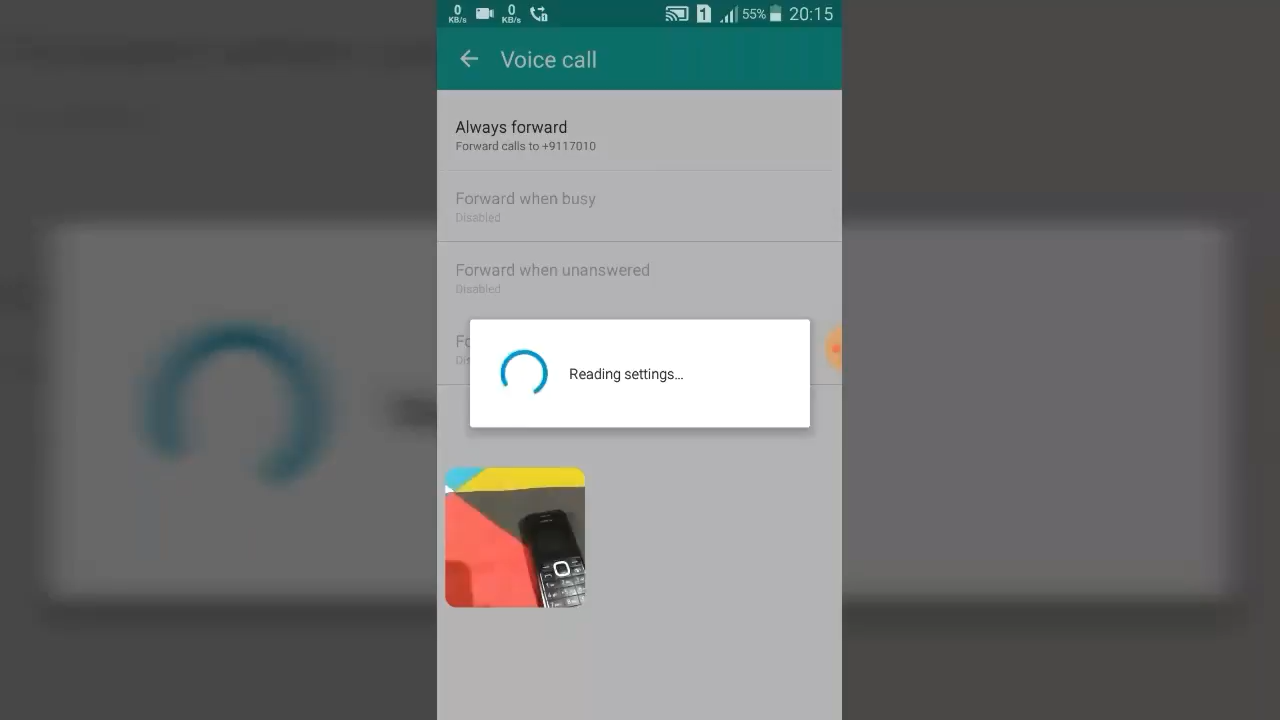 0 0 1 55% 20:15
KB/s KB/s
Voice call
Always forward
Forward calls to +9117010
Forward when busy
Disabled
Forward when unanswered
Disabled
Reading settings...